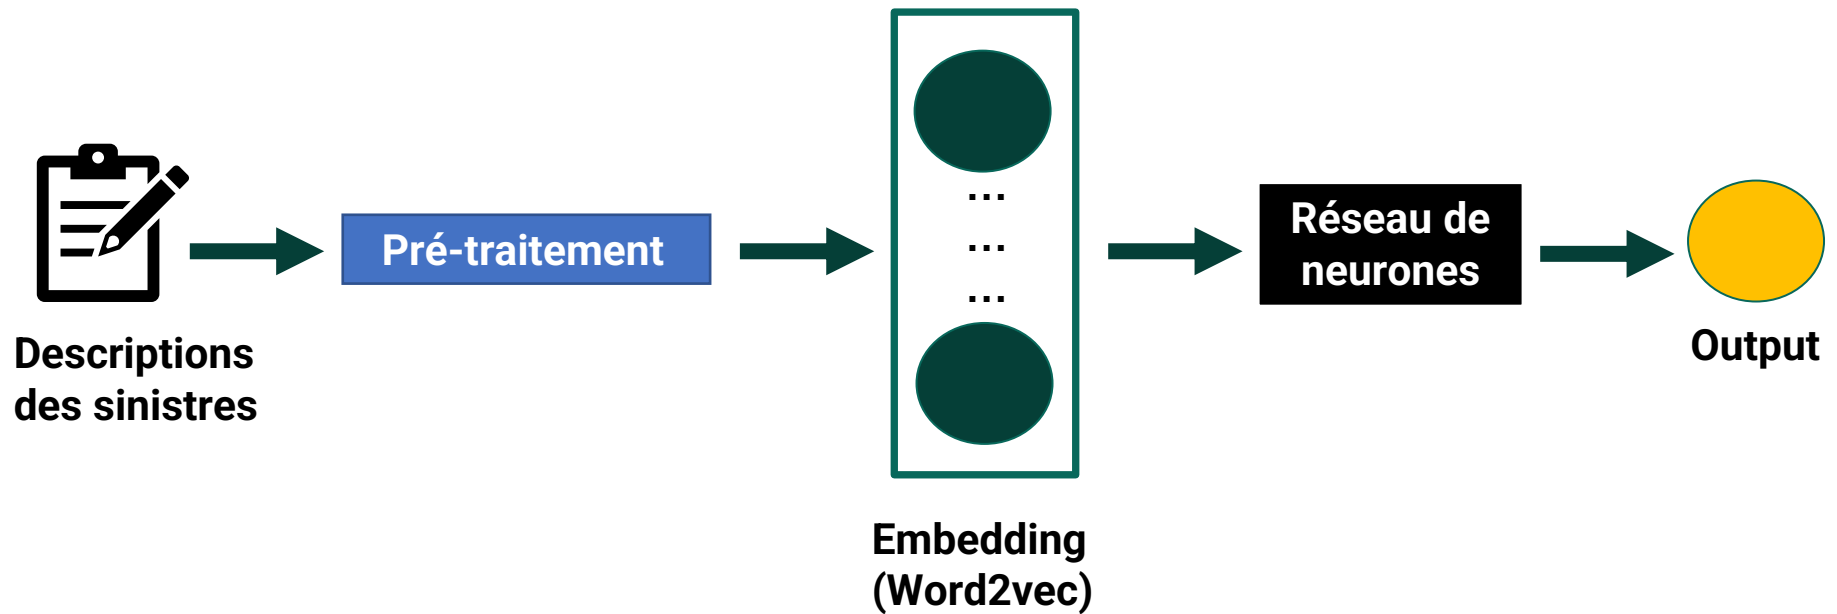 Descriptions
des sinistres
Pré-traitement
...
...
...
Embedding
(Word2vec)
Réseau de
neurones
Output